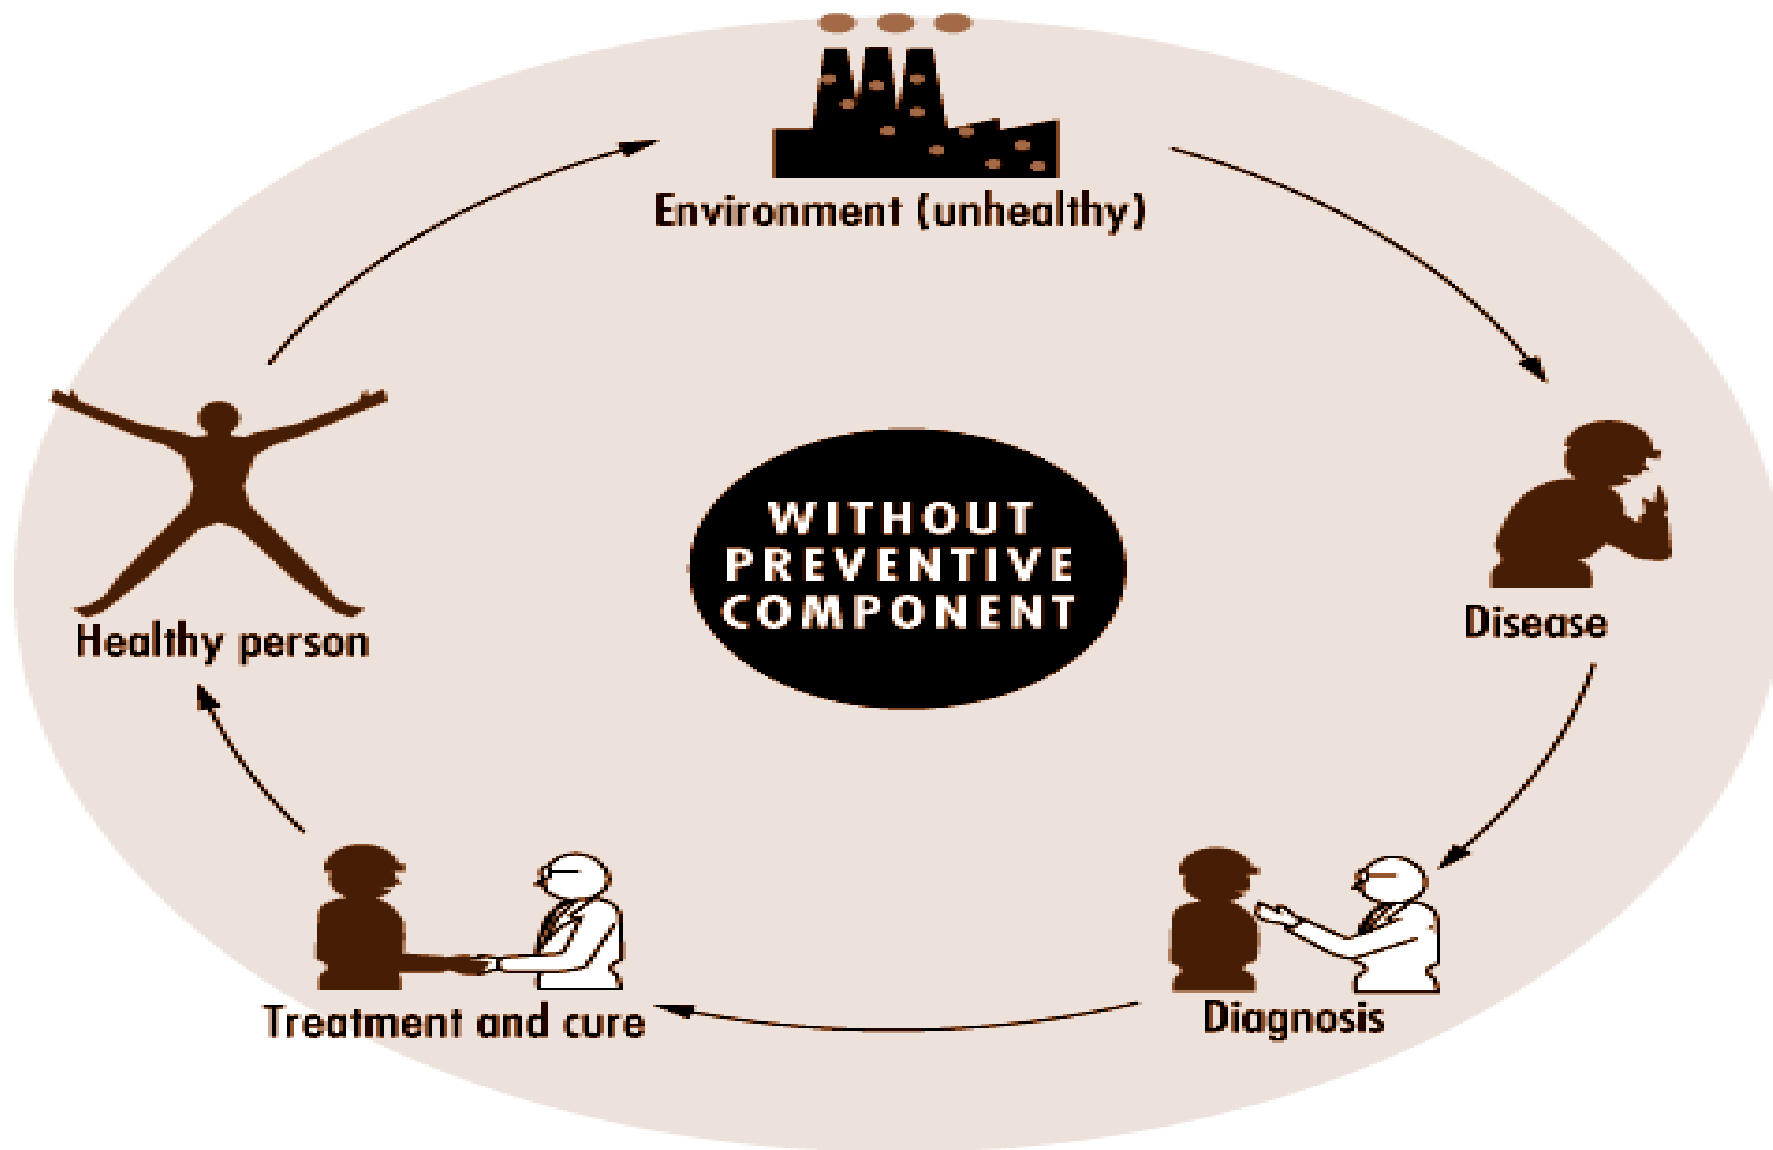 Environment (unhealthy)
Disease
Diagnosis
Treatment and cure
Healthy person
WITHOUT
PREVENTIVE
COMPONENT